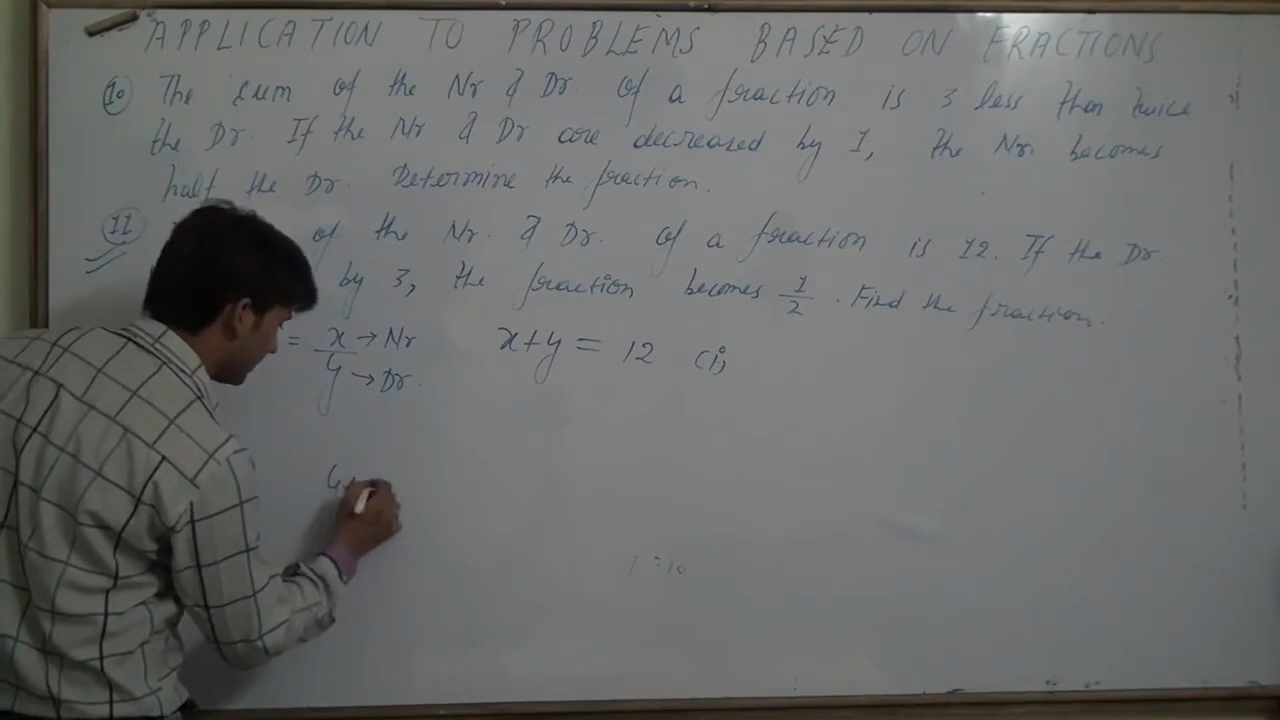 APPLICATION TO PROBLEMS BASED ON FRACTIONS
10 The sum of the Nr & Dr. of a fraction is 3 less than twice
the Dr. If the Nr & Dr are decreased by 1, the Nr. becomes
half the Dr. Determine the fraction.
11 of the Nr. & Dr. of a fraction is 12. If the Dr.
by 3, the fraction becomes 1/2. Find the fraction.
= x/y → Nr → Dr. x+y = 12 (i)